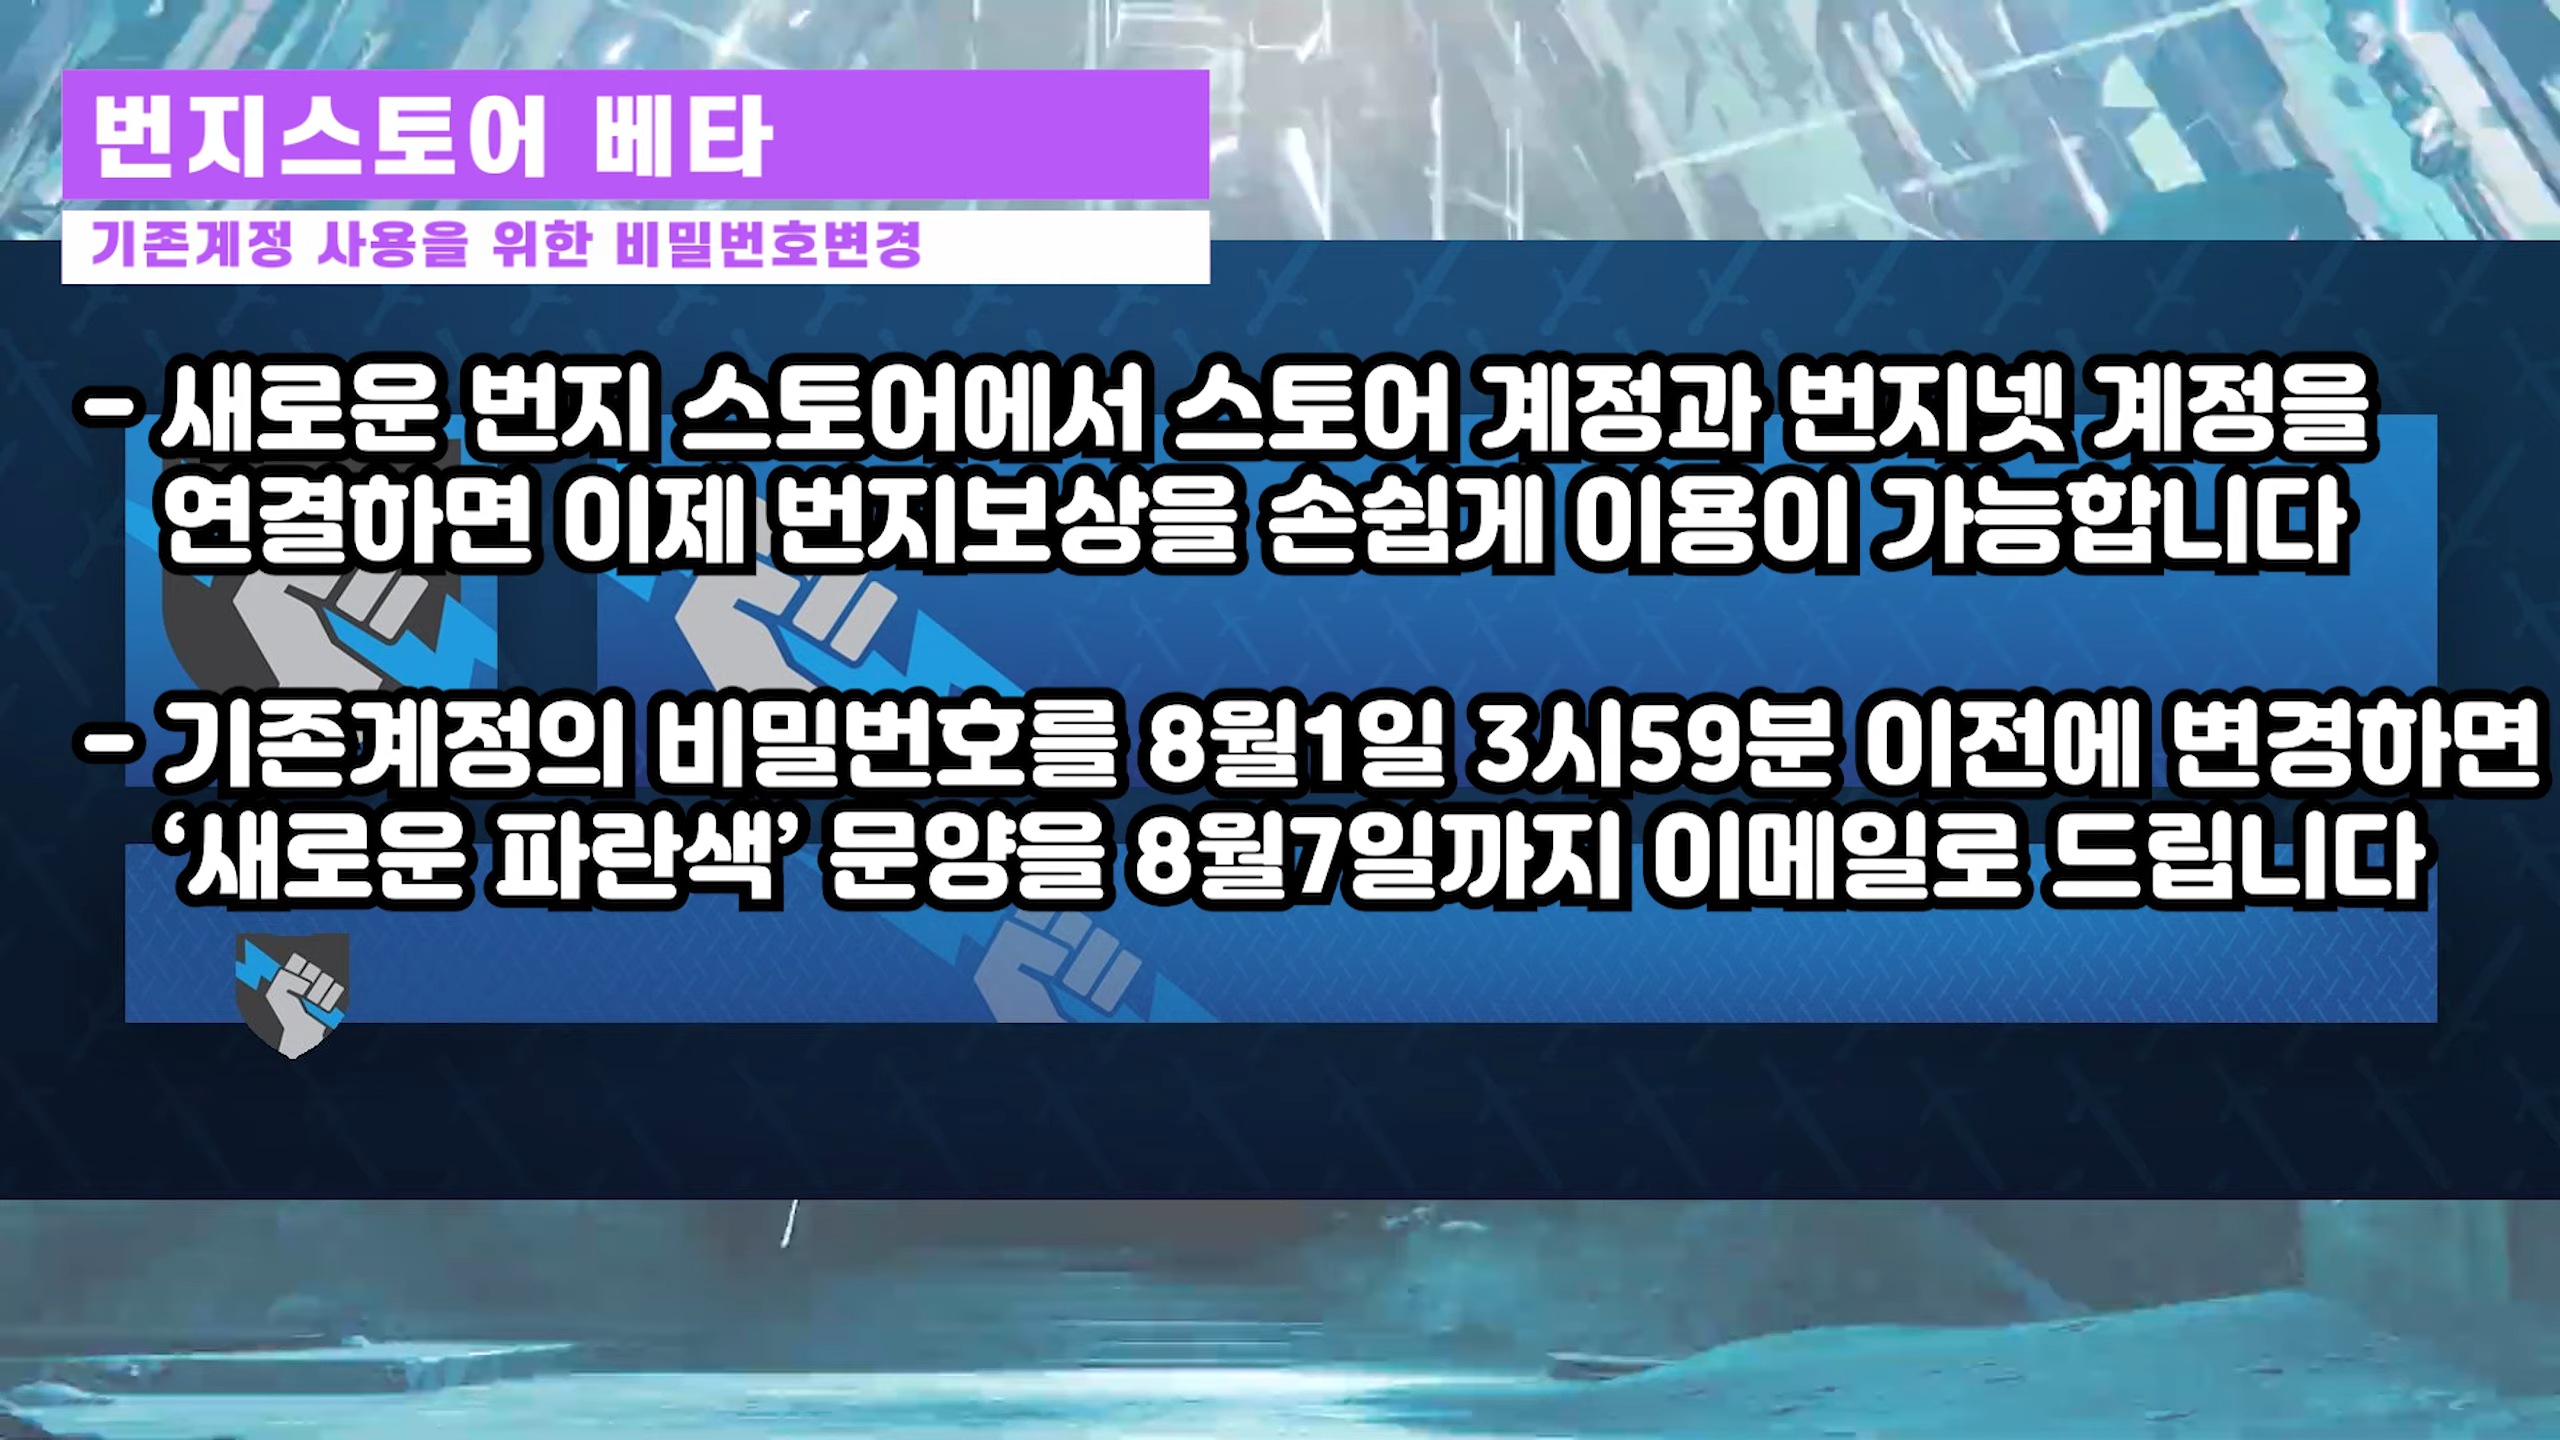 번지스토어 베타
기존계정 사용을 위한 비밀번호변경
- 새로운 번지 스토어에서 스토어 계정과 번지넷 계정을
연결하면 이제 번지보상을 손쉽게 이용이 가능합니다
- 기존계정의 비밀번호를 8월1일 3시59분 이전에 변경하면
‘새로운 파란색’ 문양을 8월7일까지 이메일로 드립니다